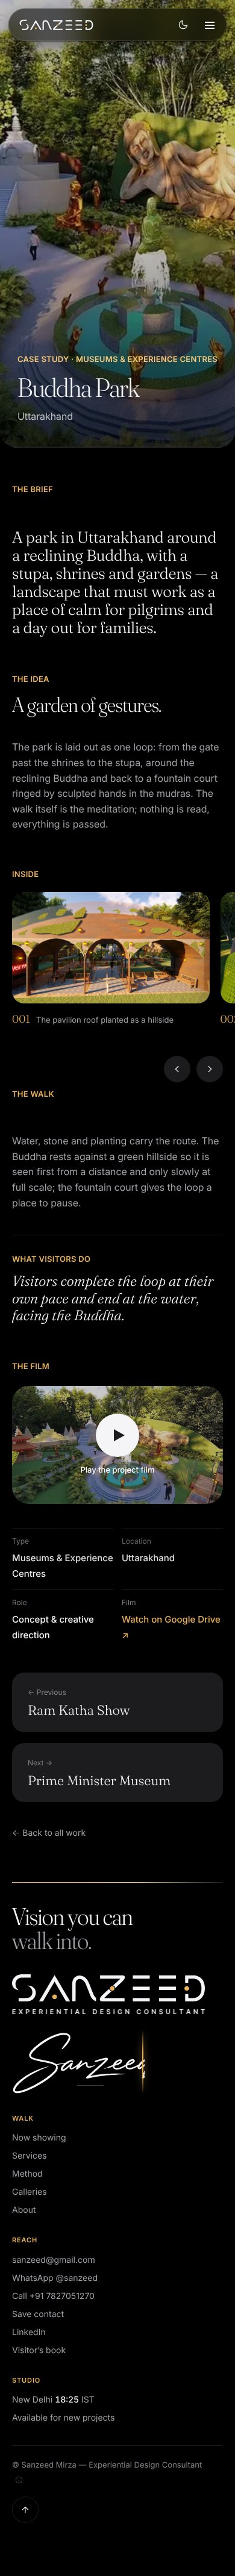 SANZEED
CASE STUDY · MUSEUMS & EXPERIENCE CENTRES
Buddha Park
Uttarakhand
THE BRIEF
A park in Uttarakhand around
a reclining Buddha, with a
stupa, shrines and gardens — a
landscape that must work as a
place of calm for pilgrims and
a day out for families.
THE IDEA
A garden of gestures.
The park is laid out as one loop: from the gate
past the shrines to the stupa, around the
reclining Buddha and back to a fountain court
ringed by sculpted hands in the mudras. The
walk itself is the meditation; nothing is read,
everything is passed.
INSIDE
001 The pavilion roof planted as a hillside
THE WALK
Water, stone and planting carry the route. The
Buddha rests against a green hillside so it is
seen first from a distance and only slowly at
full scale; the fountain court gives the loop a
place to pause.
WHAT VISITORS DO
Visitors complete the loop at their
own pace and end at the water,
facing the Buddha.
THE FILM
Play the project film
Type
Museums & Experience
Centres
Location
Uttarakhand
Role
Concept & creative
direction
Film
Watch on Google Drive
↗
← Previous
Ram Katha Show
Next →
Prime Minister Museum
← Back to all work
Vision you can
walk into.
SANZEED
EXPERIENTIAL DESIGN CONSULTANT
Sanzeed
WALK
Now showing
Services
Method
Galleries
About
REACH
sanzeed@gmail.com
WhatsApp @sanzeed
Call +91 7827051270
Save contact
LinkedIn
Visitor's book
STUDIO
New Delhi 18:25 IST
Available for new projects
© Sanzeed Mirza — Experiential Design Consultant